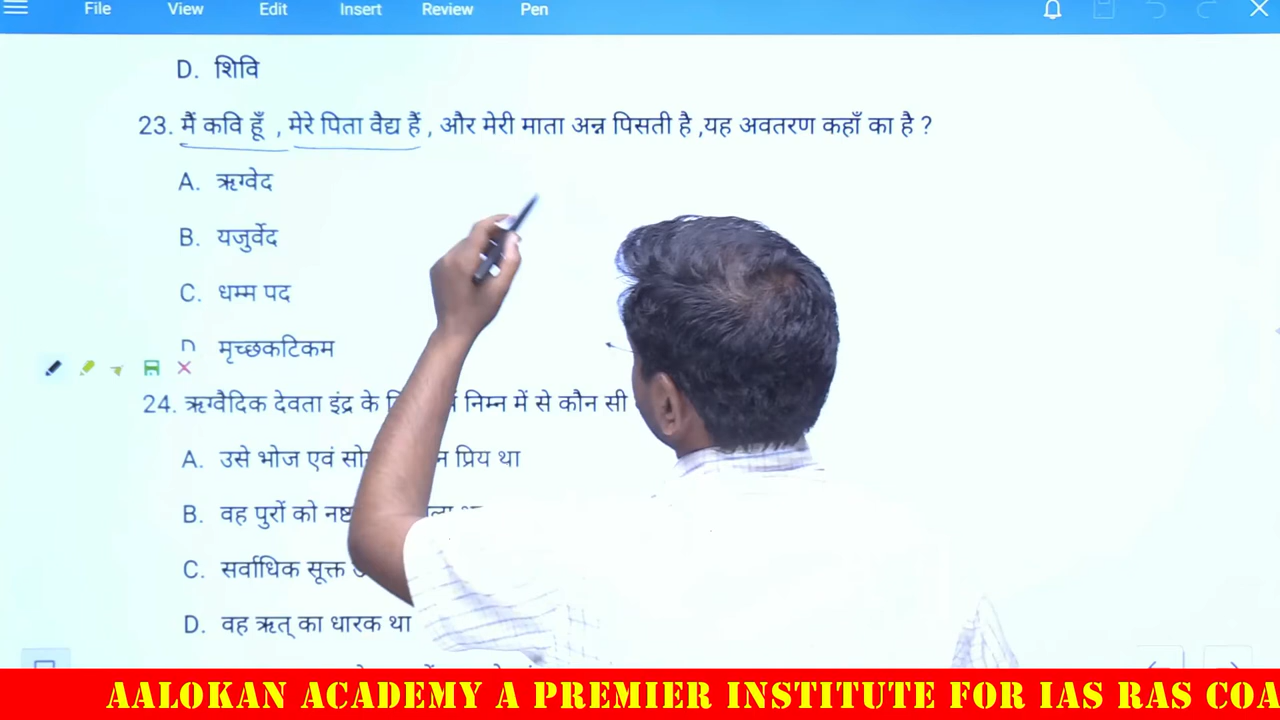 File View Edit Insert Review Pen
D. शिवि
23. मैं कवि हूँ , मेरे पिता वैद्य हैं , और मेरी माता अन्न पिसती है ,यह अवतरण कहाँ का है ?
A. ऋग्वेद
B. यजुर्वेद
C. धम्म पद
D मृच्छकटिकम
24. ऋग्वैदिक देवता इंद्र के निम्न में से कौन सी
A. उसे भोज एवं प्रिय था
B. वह पुरों को
C. सर्वाधिक सूक्त
D. वह ऋत् का धारक था
AALOKAN ACADEMY A PREMIER INSTITUTE FOR IAS RAS COA